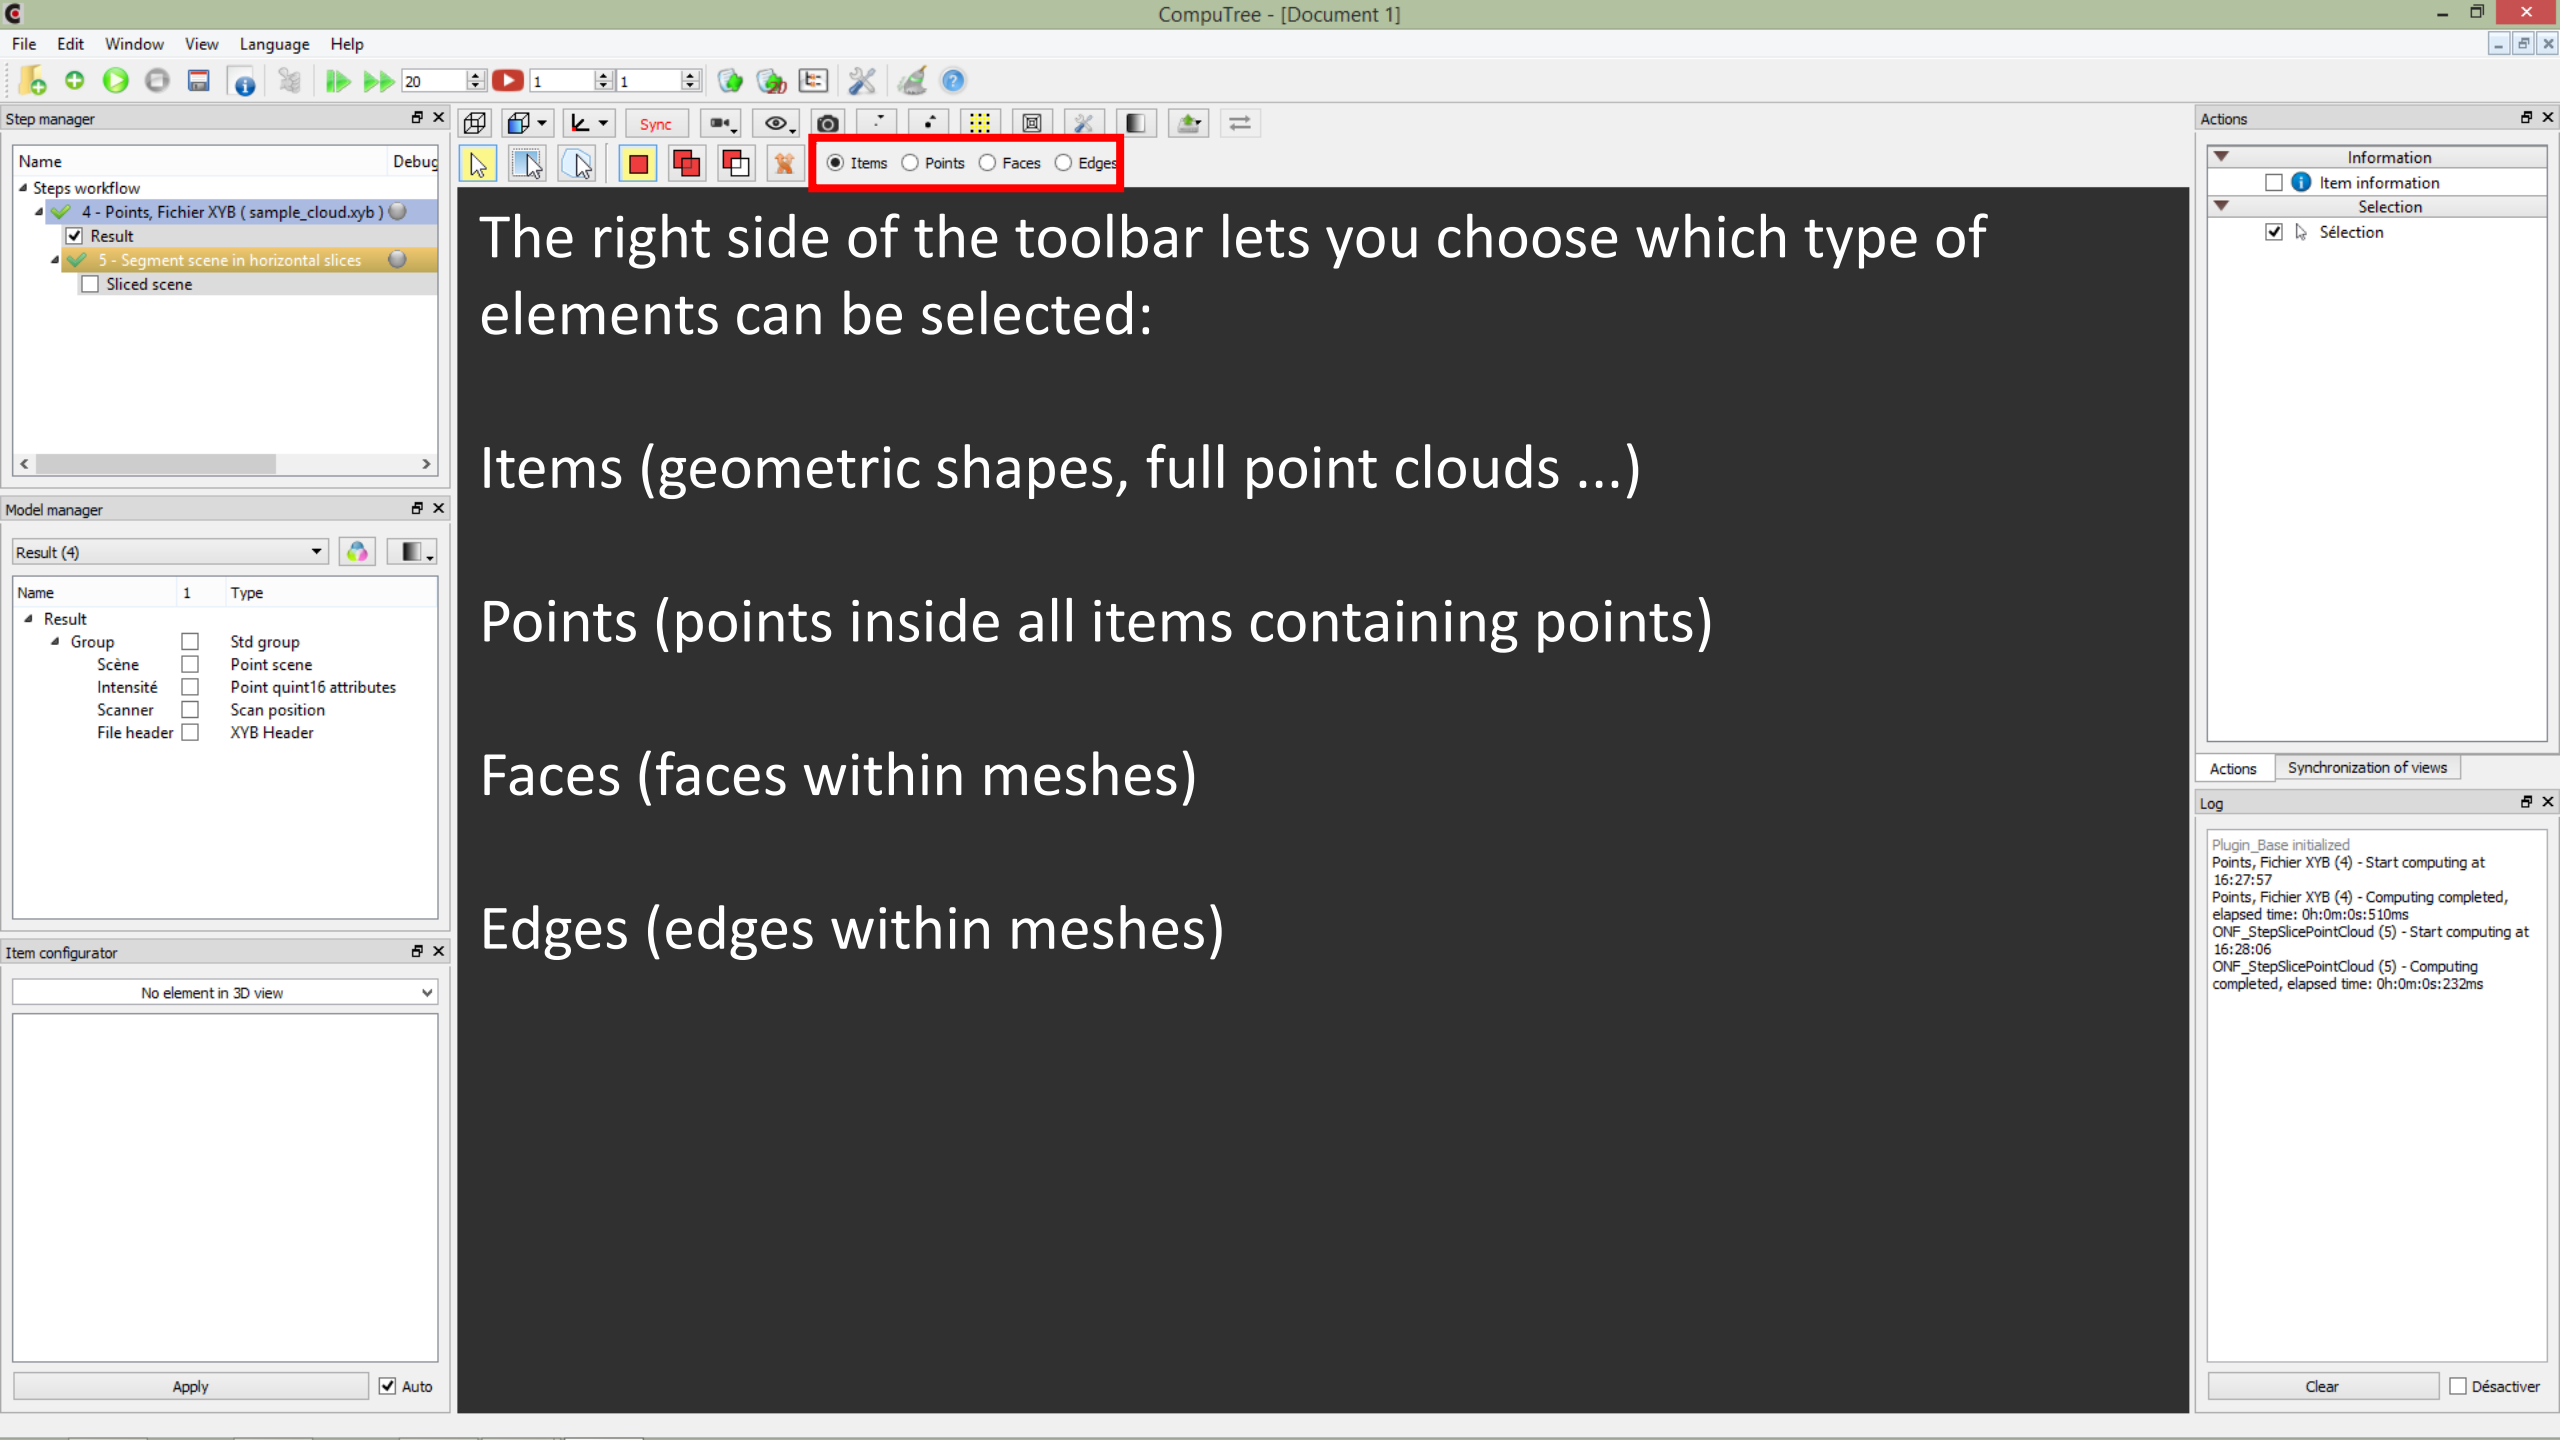 CompuTree - [Document 1]
File Edit Window View Language Help
20 1 1 2D
Step manager
Name Debug
Steps workflow
4 - Points, Fichier XYB ( sample_cloud.xyb )
Result
5 - Segment scene in horizontal slices
Sliced scene
Model manager
Result (4)
Name 1 Type
Result
Group Std group
Scène Point scene
Intensité Point quint16 attributes
Scanner Scan position
File header XYB Header
Item configurator
No element in 3D view
Apply Auto
Sync
Items Points Faces Edges
The right side of the toolbar lets you choose which type of
elements can be selected:
Items (geometric shapes, full point clouds ...)
Points (points inside all items containing points)
Faces (faces within meshes)
Edges (edges within meshes)
Actions
Information
Item information
Selection
Sélection
Actions Synchronization of views
Log
Plugin_Base initialized
Points, Fichier XYB (4) - Start computing at
16:27:57
Points, Fichier XYB (4) - Computing completed,
elapsed time: 0h:0m:0s:510ms
ONF_StepSlicePointCloud (5) - Start computing at
16:28:06
ONF_StepSlicePointCloud (5) - Computing
completed, elapsed time: 0h:0m:0s:232ms
Clear Désactiver